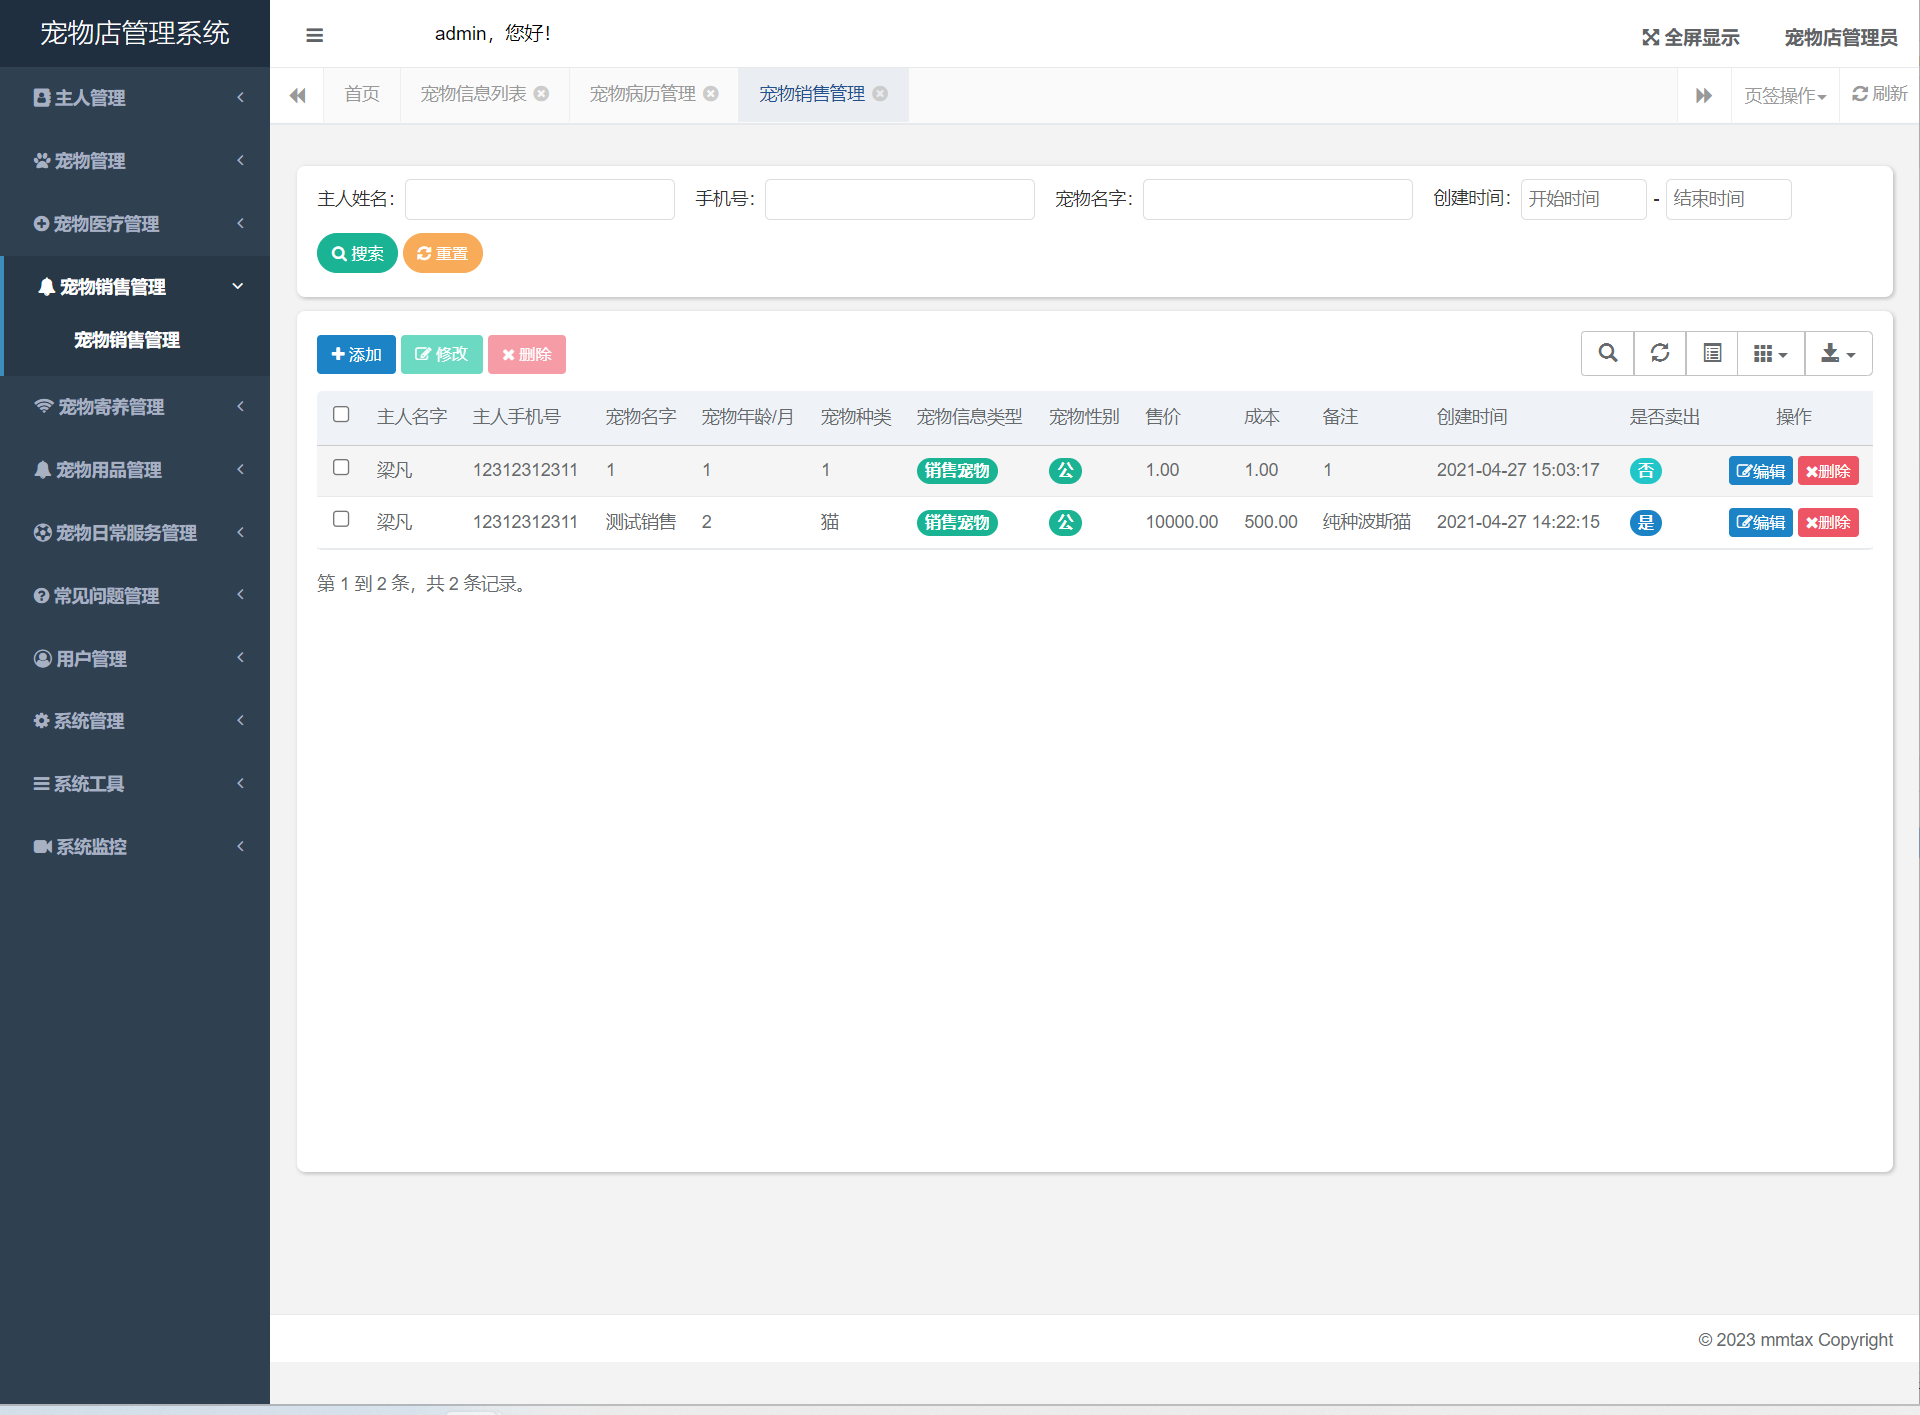 宠物店管理系统
admin，您好！
全屏显示
宠物店管理员
主人管理
宠物管理
宠物医疗管理
宠物销售管理
宠物销售管理
宠物寄养管理
宠物用品管理
宠物日常服务管理
常见问题管理
用户管理
系统管理
系统工具
系统监控
首页
宠物信息列表
宠物病历管理
宠物销售管理
页签操作
刷新
主人姓名：
手机号：
宠物名字：
创建时间： 开始时间 - 结束时间
搜索 重置
添加 修改 删除
主人名字 主人手机号 宠物名字 宠物年龄/月 宠物种类 宠物信息类型 宠物性别 售价 成本 备注 创建时间 是否卖出 操作
梁凡 12312312311 1 1 1 销售宠物 公 1.00 1.00 1 2021-04-27 15:03:17 否 编辑 删除
梁凡 12312312311 测试销售 2 猫 销售宠物 公 10000.00 500.00 纯种波斯猫 2021-04-27 14:22:15 是 编辑 删除
第 1 到 2 条，共 2 条记录。
© 2023 mmtax Copyright